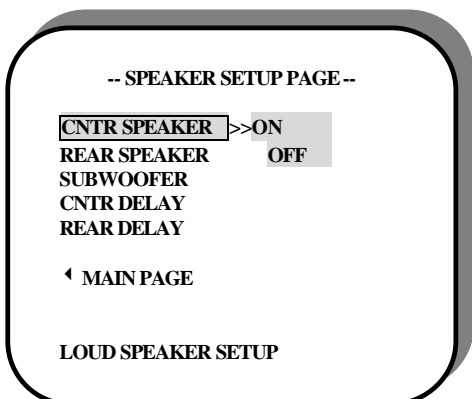 -- SPEAKER SETUP PAGE --
CNTR SPEAKER >>ON
REAR SPEAKER OFF
SUBWOOFER
CNTR DELAY
REAR DELAY
MAIN PAGE
LOUD SPEAKER SETUP